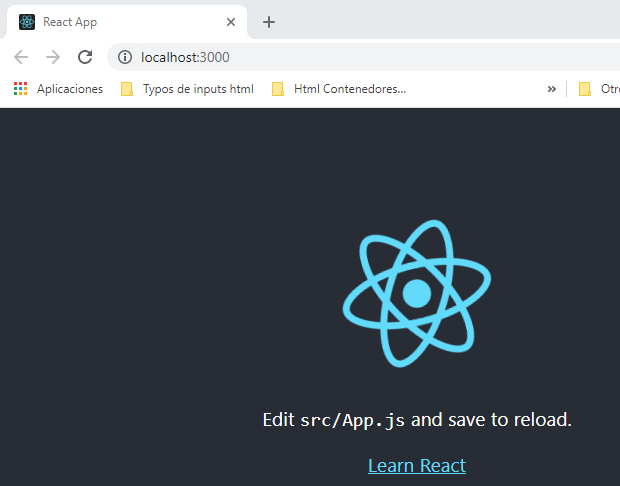 React App
localhost:3000
Aplicaciones Typos de inputs html Html Contenedores... » Otro
Edit src/App.js and save to reload.
Learn React